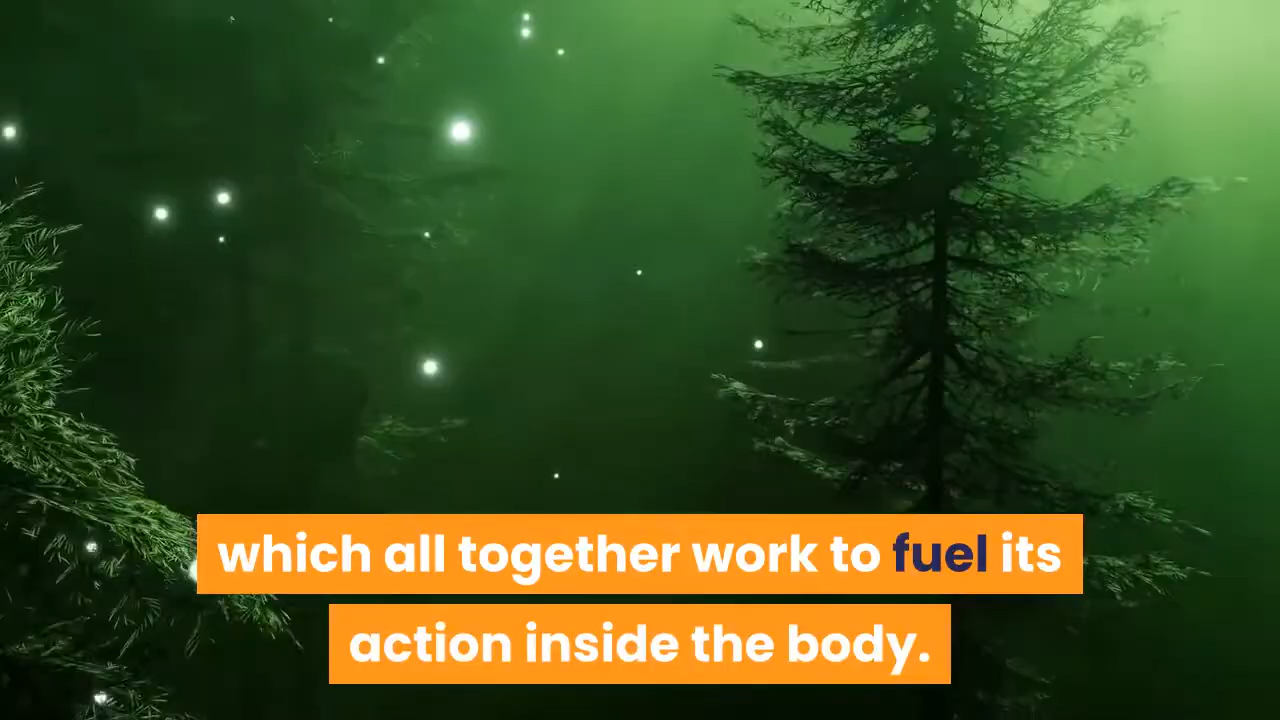 which all together work to fuel its
action inside the body.